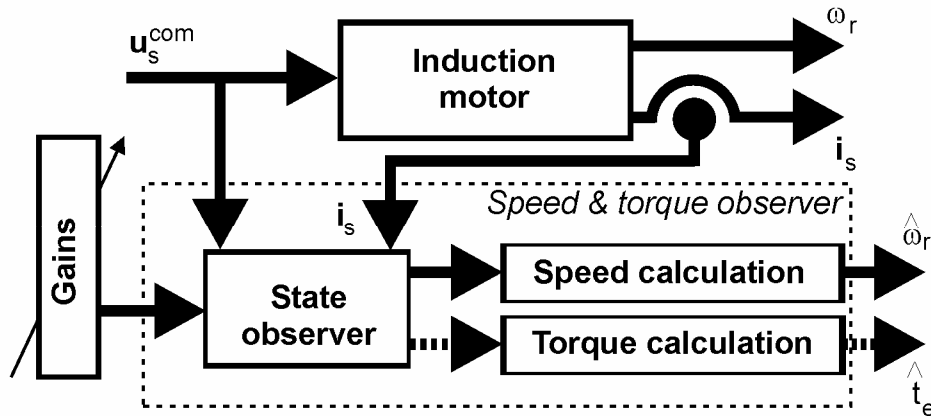 u_s^com
Induction
motor
ω_r
i_s
Speed & torque observer
i_s
Gains
State
observer
Speed calculation
ω̂_r
Torque calculation
t̂_e